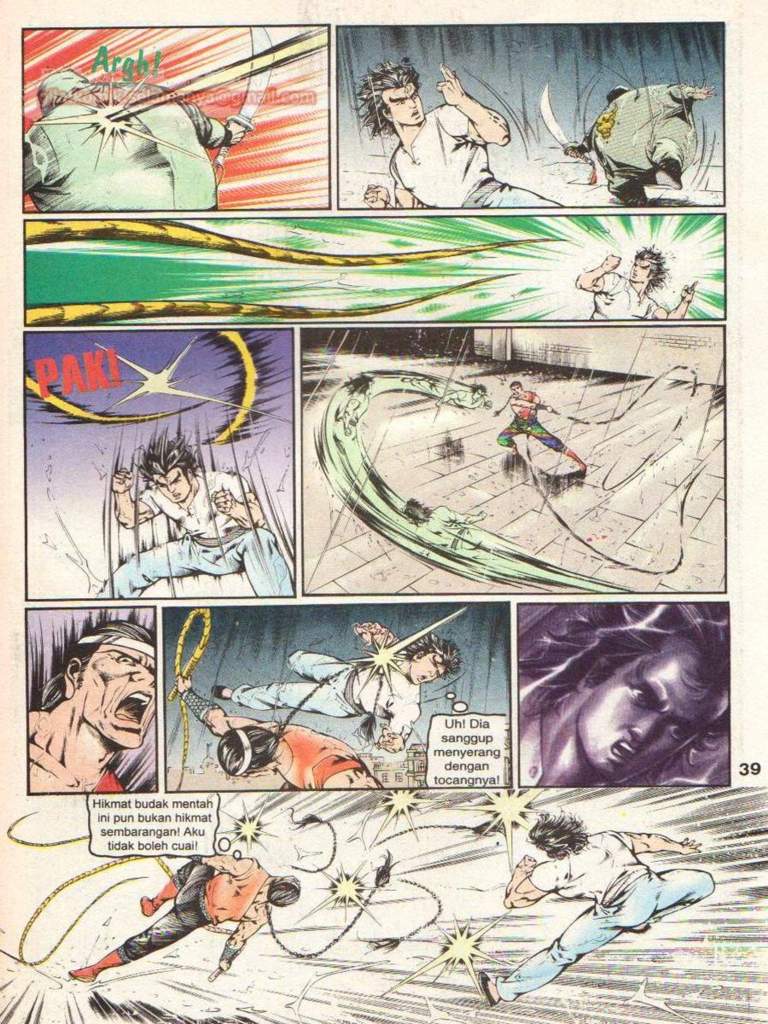 Argh!
PAK!
Uh! Dia
sanggup
menyerang
dengan
tocangnya!
39
Hikmat budak mentah
ini pun bukan hikmat
sembarangan! Aku
tidak boleh cuai!